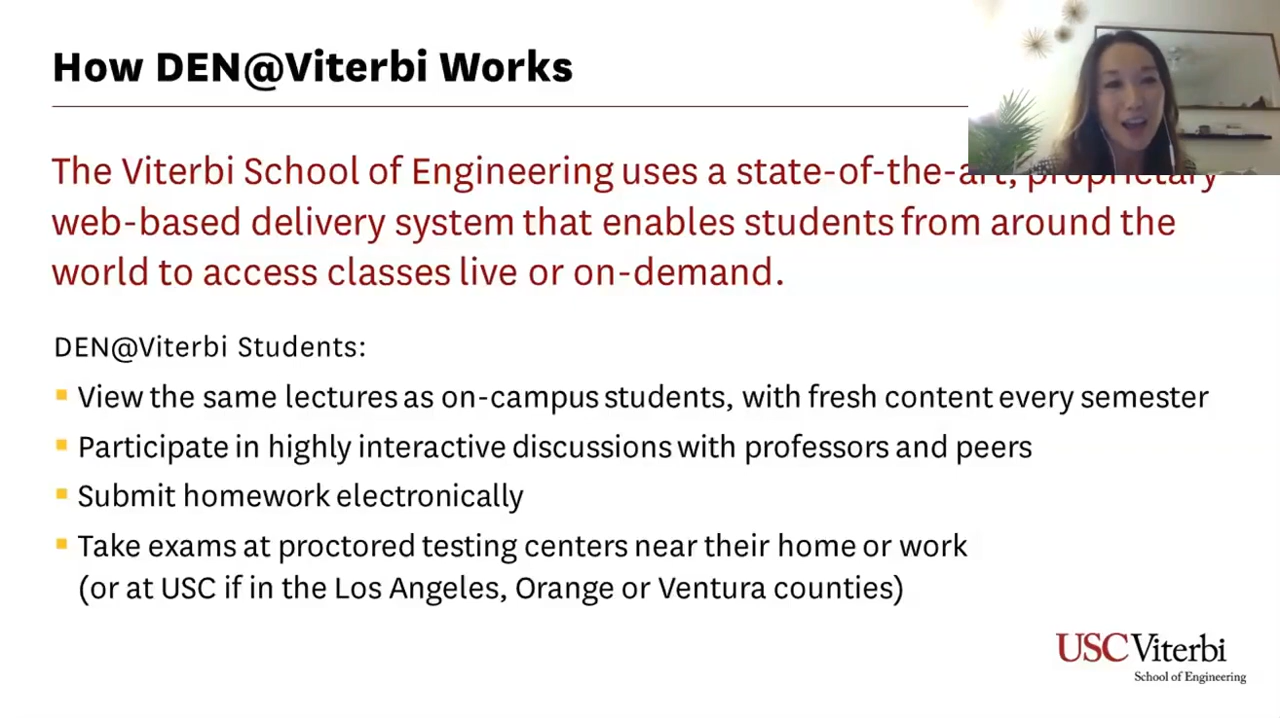 How DEN@Viterbi Works
The Viterbi School of Engineering uses a state-of-the-art, proprietary
web-based delivery system that enables students from around the
world to access classes live or on-demand.
DEN@Viterbi Students:
View the same lectures as on-campus students, with fresh content every semester
Participate in highly interactive discussions with professors and peers
Submit homework electronically
Take exams at proctored testing centers near their home or work
(or at USC if in the Los Angeles, Orange or Ventura counties)
USC Viterbi
School of Engineering